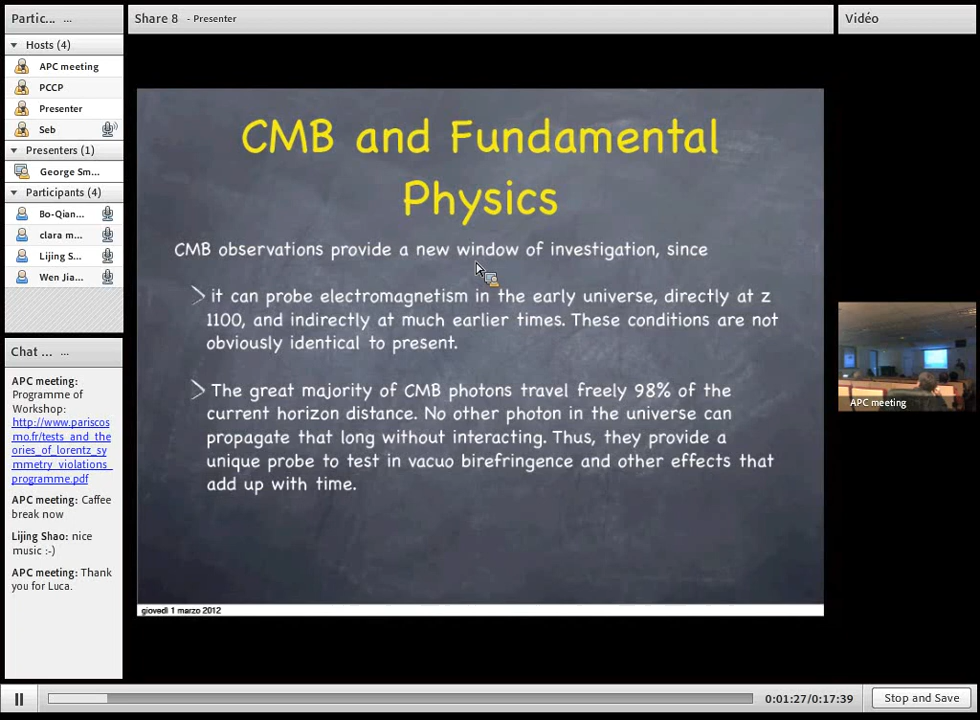 Partic... ...
Hosts (4)
APC meeting
PCCP
Presenter
Seb
Presenters (1)
George Sm...
Participants (4)
Bo-Qian...
clara m...
Lijing S...
Wen Jia...
Chat ... ...
APC meeting:
Programme of
Workshop:
http://www.pariscos
mo.fr/tests_and_the
ories_of_lorentz_sy
mmetry_violations_
programme.pdf
APC meeting: Caffee
break now
Lijing Shao: nice
music :-)
APC meeting: Thank
you for Luca.
Share 8 - Presenter
CMB and Fundamental
Physics
CMB observations provide a new window of investigation, since
it can probe electromagnetism in the early universe, directly at z
1100, and indirectly at much earlier times. These conditions are not
obviously identical to present.
The great majority of CMB photons travel freely 98% of the
current horizon distance. No other photon in the universe can
propagate that long without interacting. Thus, they provide a
unique probe to test in vacuo birefringence and other effects that
add up with time.
giovedì 1 marzo 2012
Vidéo
APC meeting
0:01:27/0:17:39
Stop and Save